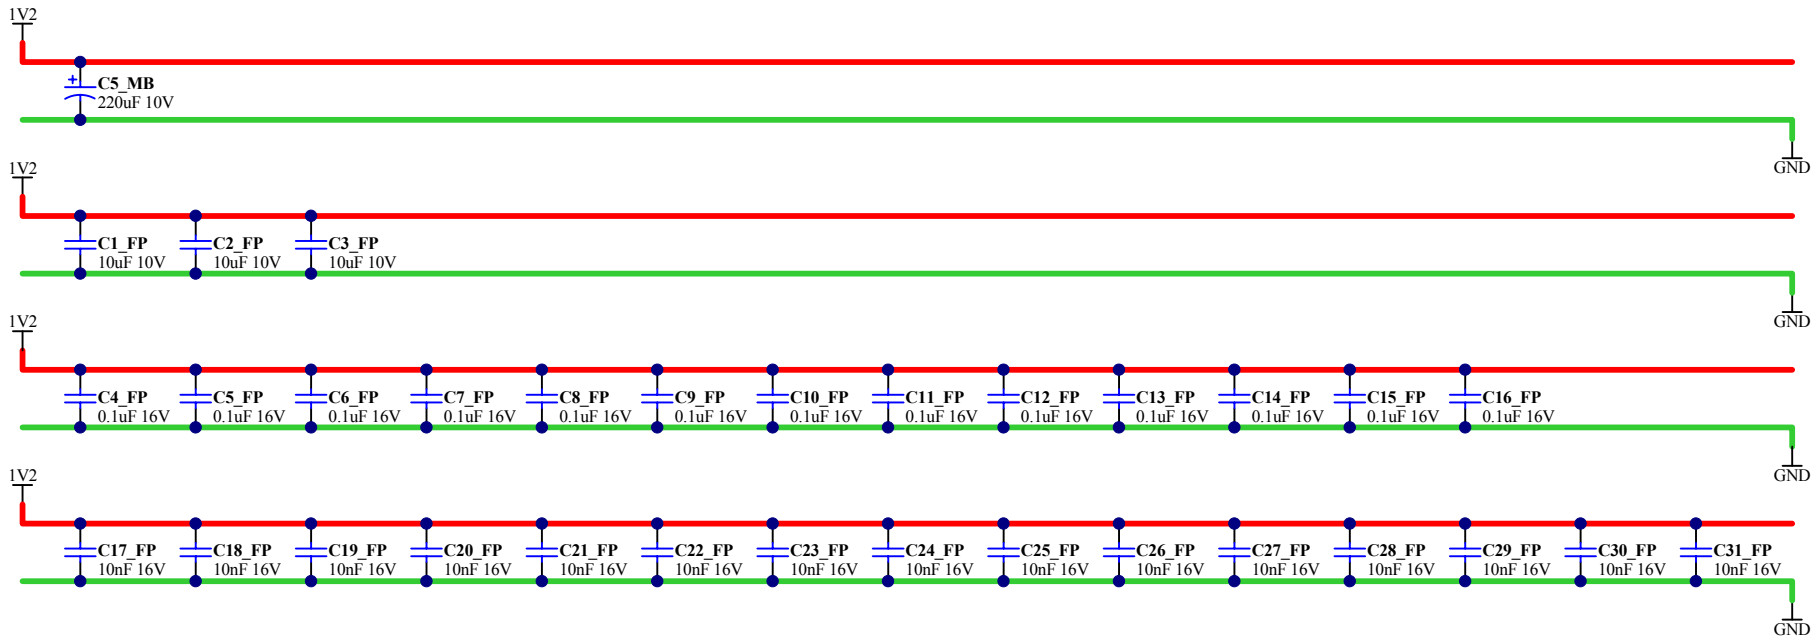 1V2
C5_MB
220uF 10V
GND
1V2
C1_FP C2_FP C3_FP
10uF 10V 10uF 10V 10uF 10V
GND
1V2
C4_FP C5_FP C6_FP C7_FP C8_FP C9_FP C10_FP C11_FP C12_FP C13_FP C14_FP C15_FP C16_FP
0.1uF 16V 0.1uF 16V 0.1uF 16V 0.1uF 16V 0.1uF 16V 0.1uF 16V 0.1uF 16V 0.1uF 16V 0.1uF 16V 0.1uF 16V 0.1uF 16V 0.1uF 16V 0.1uF 16V
GND
1V2
C17_FP C18_FP C19_FP C20_FP C21_FP C22_FP C23_FP C24_FP C25_FP C26_FP C27_FP C28_FP C29_FP C30_FP C31_FP
10nF 16V 10nF 16V 10nF 16V 10nF 16V 10nF 16V 10nF 16V 10nF 16V 10nF 16V 10nF 16V 10nF 16V 10nF 16V 10nF 16V 10nF 16V 10nF 16V 10nF 16V
GND